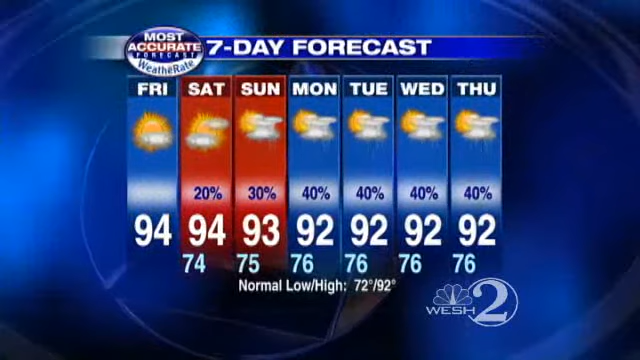 MOST
ACCURATE
FORECAST
WeatheRate
7-DAY FORECAST
FRI SAT SUN MON TUE WED THU
20% 30% 40% 40% 40% 40%
94 94 93 92 92 92 92
74 75 76 76 76 76
Normal Low/High: 72°/92°
WESH 2